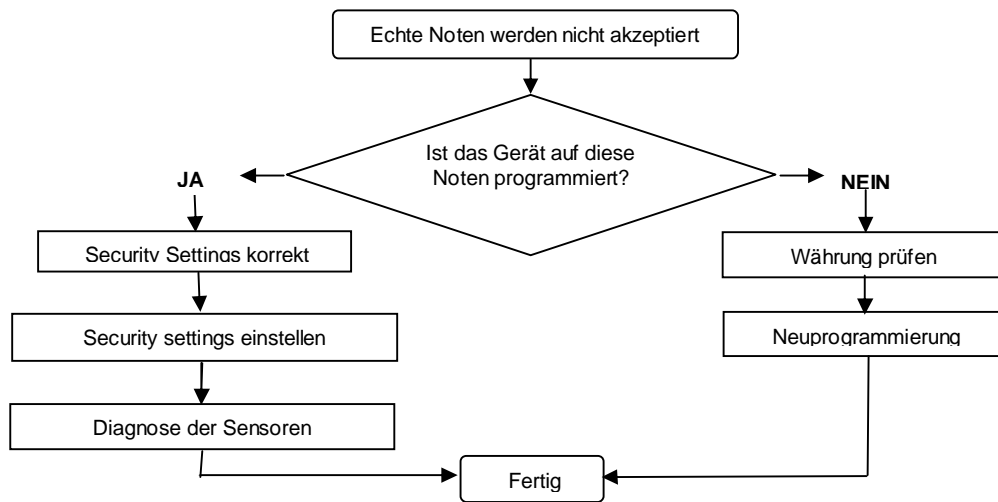 Echte Noten werden nicht akzeptiert
Ist das Gerät auf diese
Noten programmiert?
JA
NEIN
Security Settings korrekt
Währung prüfen
Security settings einstellen
Neuprogrammierung
Diagnose der Sensoren
Fertig